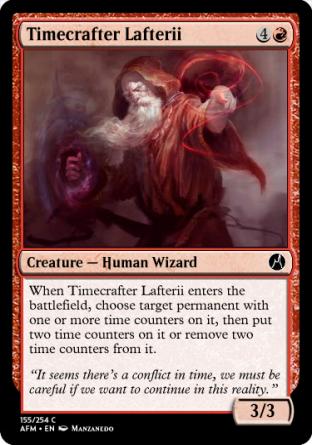 Timecrafter Lafterii 4
Creature — Human Wizard
When Timecrafter Lafterii enters the
battlefield, choose target permanent with
one or more time counters on it, then put
two time counters on it or remove two
time counters from it.
"It seems there's a conflict in time, we must be
careful if we want to continue in this reality."
3/3
155/254 C
AFM • EN Manzanedo